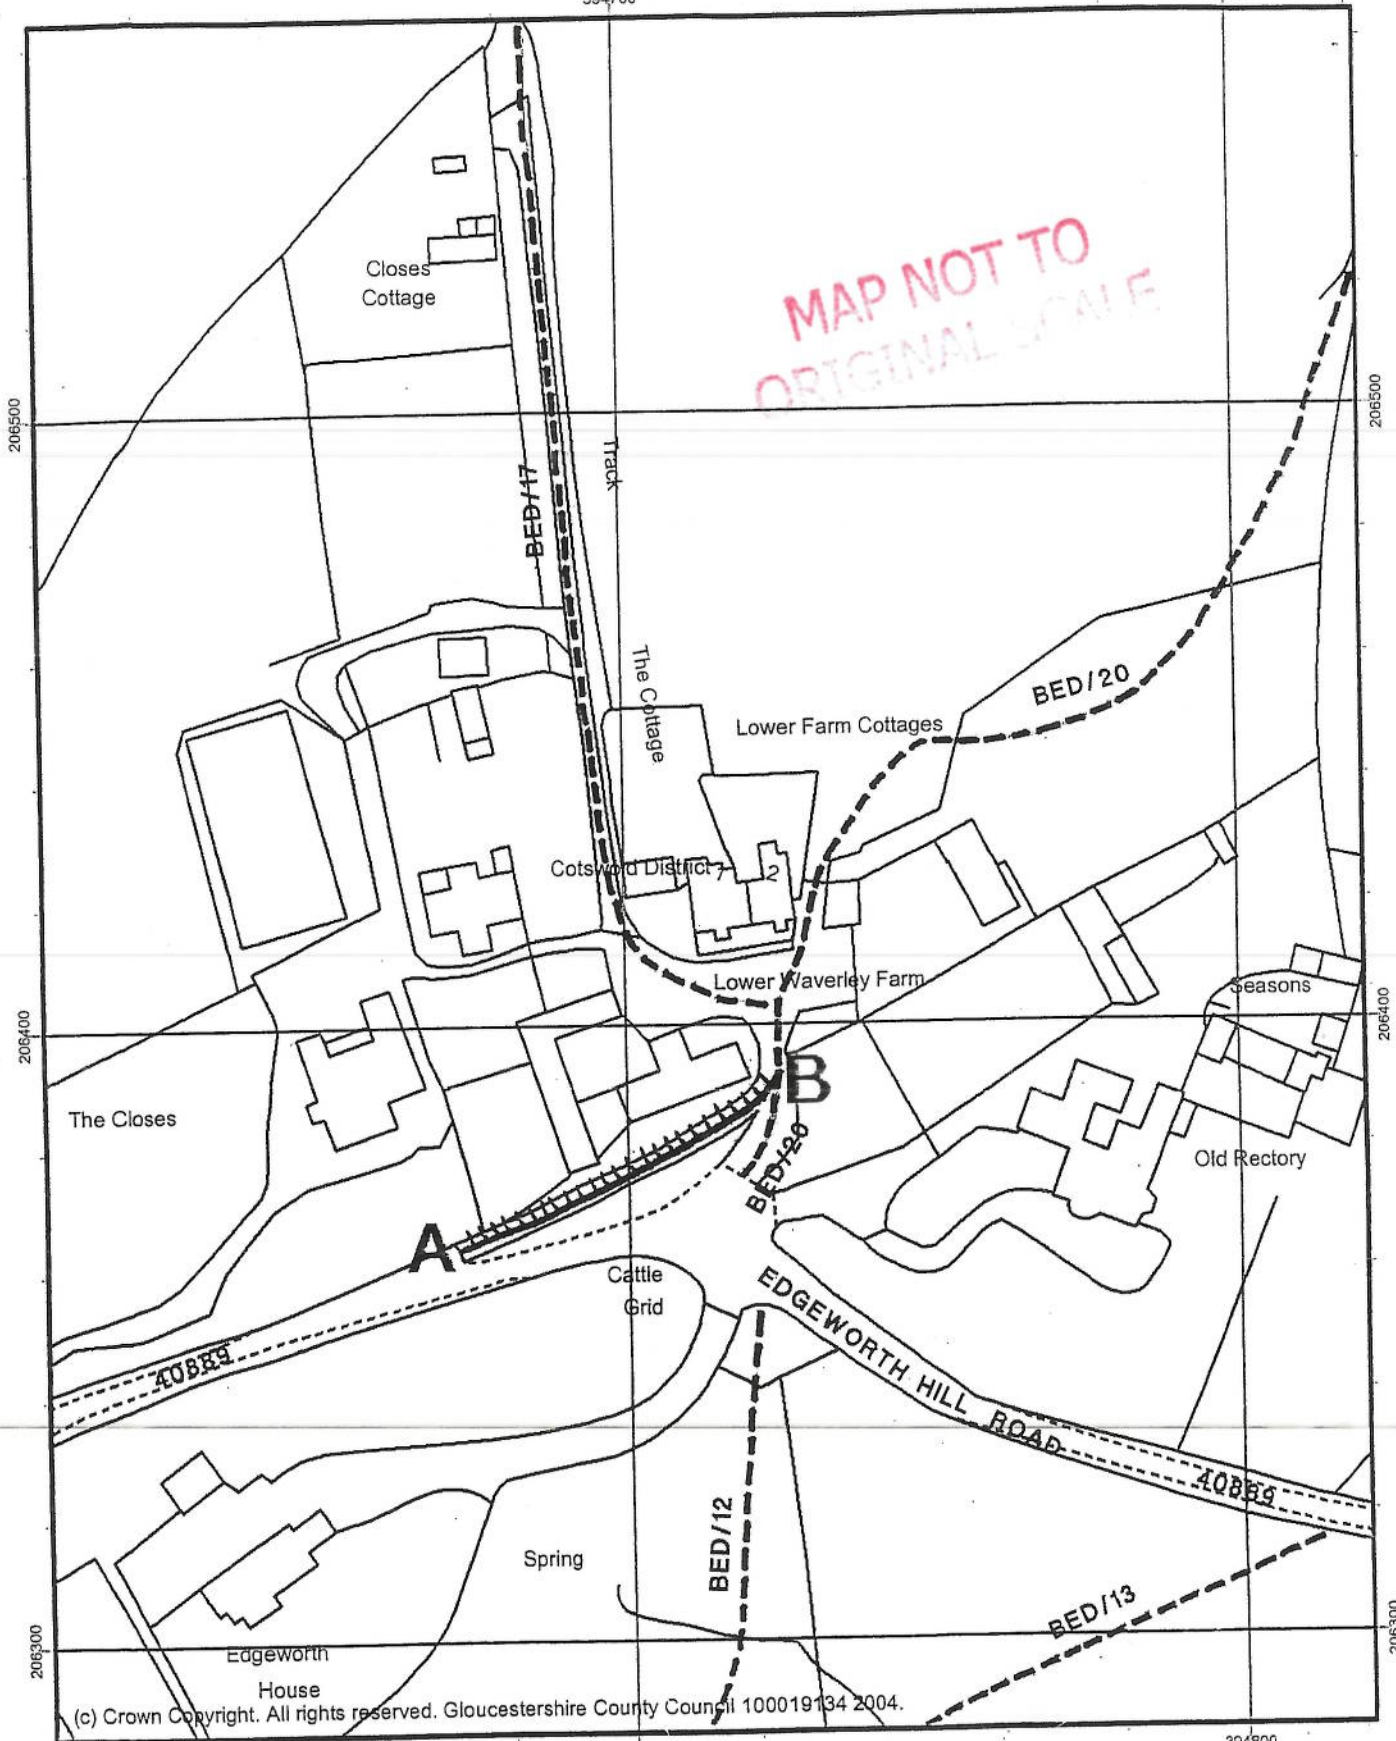 394700
Closes
Cottage
MAP NOT TO
ORIGINAL SCALE
206500
206500
BED/17
Track
The Cottage
BED/20
Lower Farm Cottages
Cotswold District
2
Lower Waverley Farm
Seasons
206400
206400
B
The Closes
BED/20
Old Rectory
A
Cattle
Grid
EDGEWORTH HILL ROAD
40889
40889
BED/12
Spring
BED/13
206300
206300
Edgeworth
House
(c) Crown Copyright. All rights reserved. Gloucestershire County Council 100019134 2004.
394800